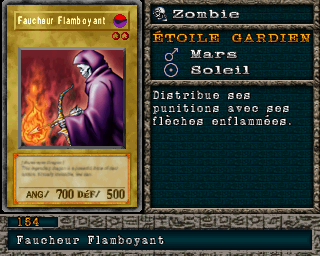 Faucheur Flamboyant
ANG/ 700 DÉF/ 500
Zombie
ÉTOILE GARDIEN
Mars
Soleil
Distribue ses
punitions avec ses
flèches enflammées.
154
Faucheur Flamboyant